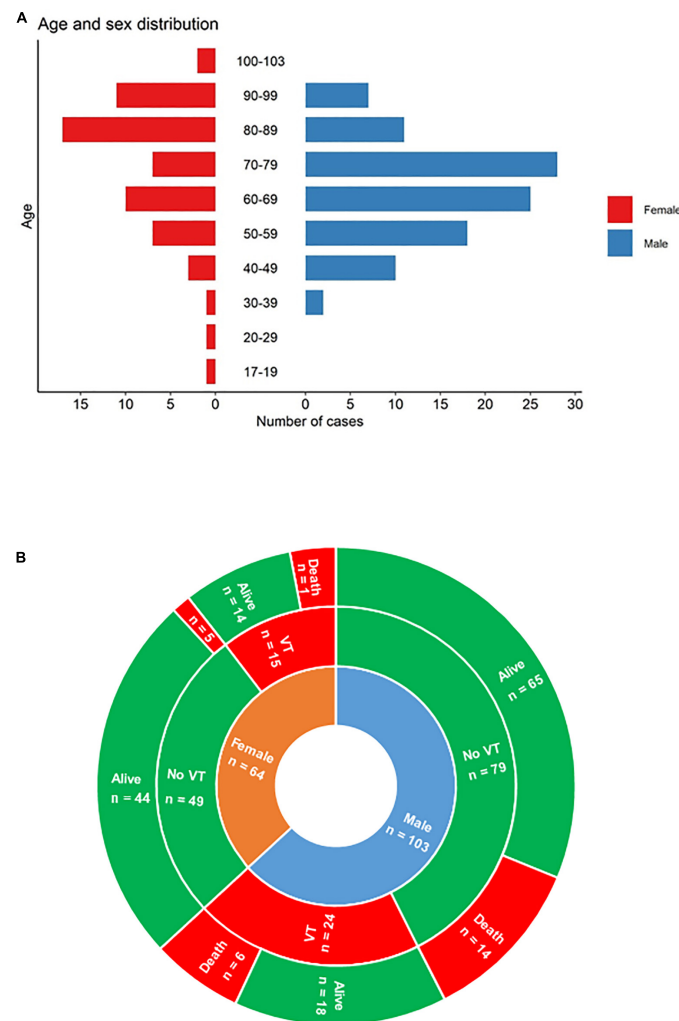 A
Age and sex distribution
100-103
90-99
80-89
70-79
60-69
50-59
40-49
30-39
20-29
17-19
Age
15 10 5 0 0 5 10 15 20 25 30
Number of cases
Female
Male
B
Death
n = 1
Alive
n = 14
n = 5
VT
n = 15
Alive
n = 65
Female
n = 64
No VT
n = 79
No VT
n = 49
Alive
n = 44
Male
n = 103
VT
n = 24
Death
n = 14
Death
n = 6
Alive
n = 18